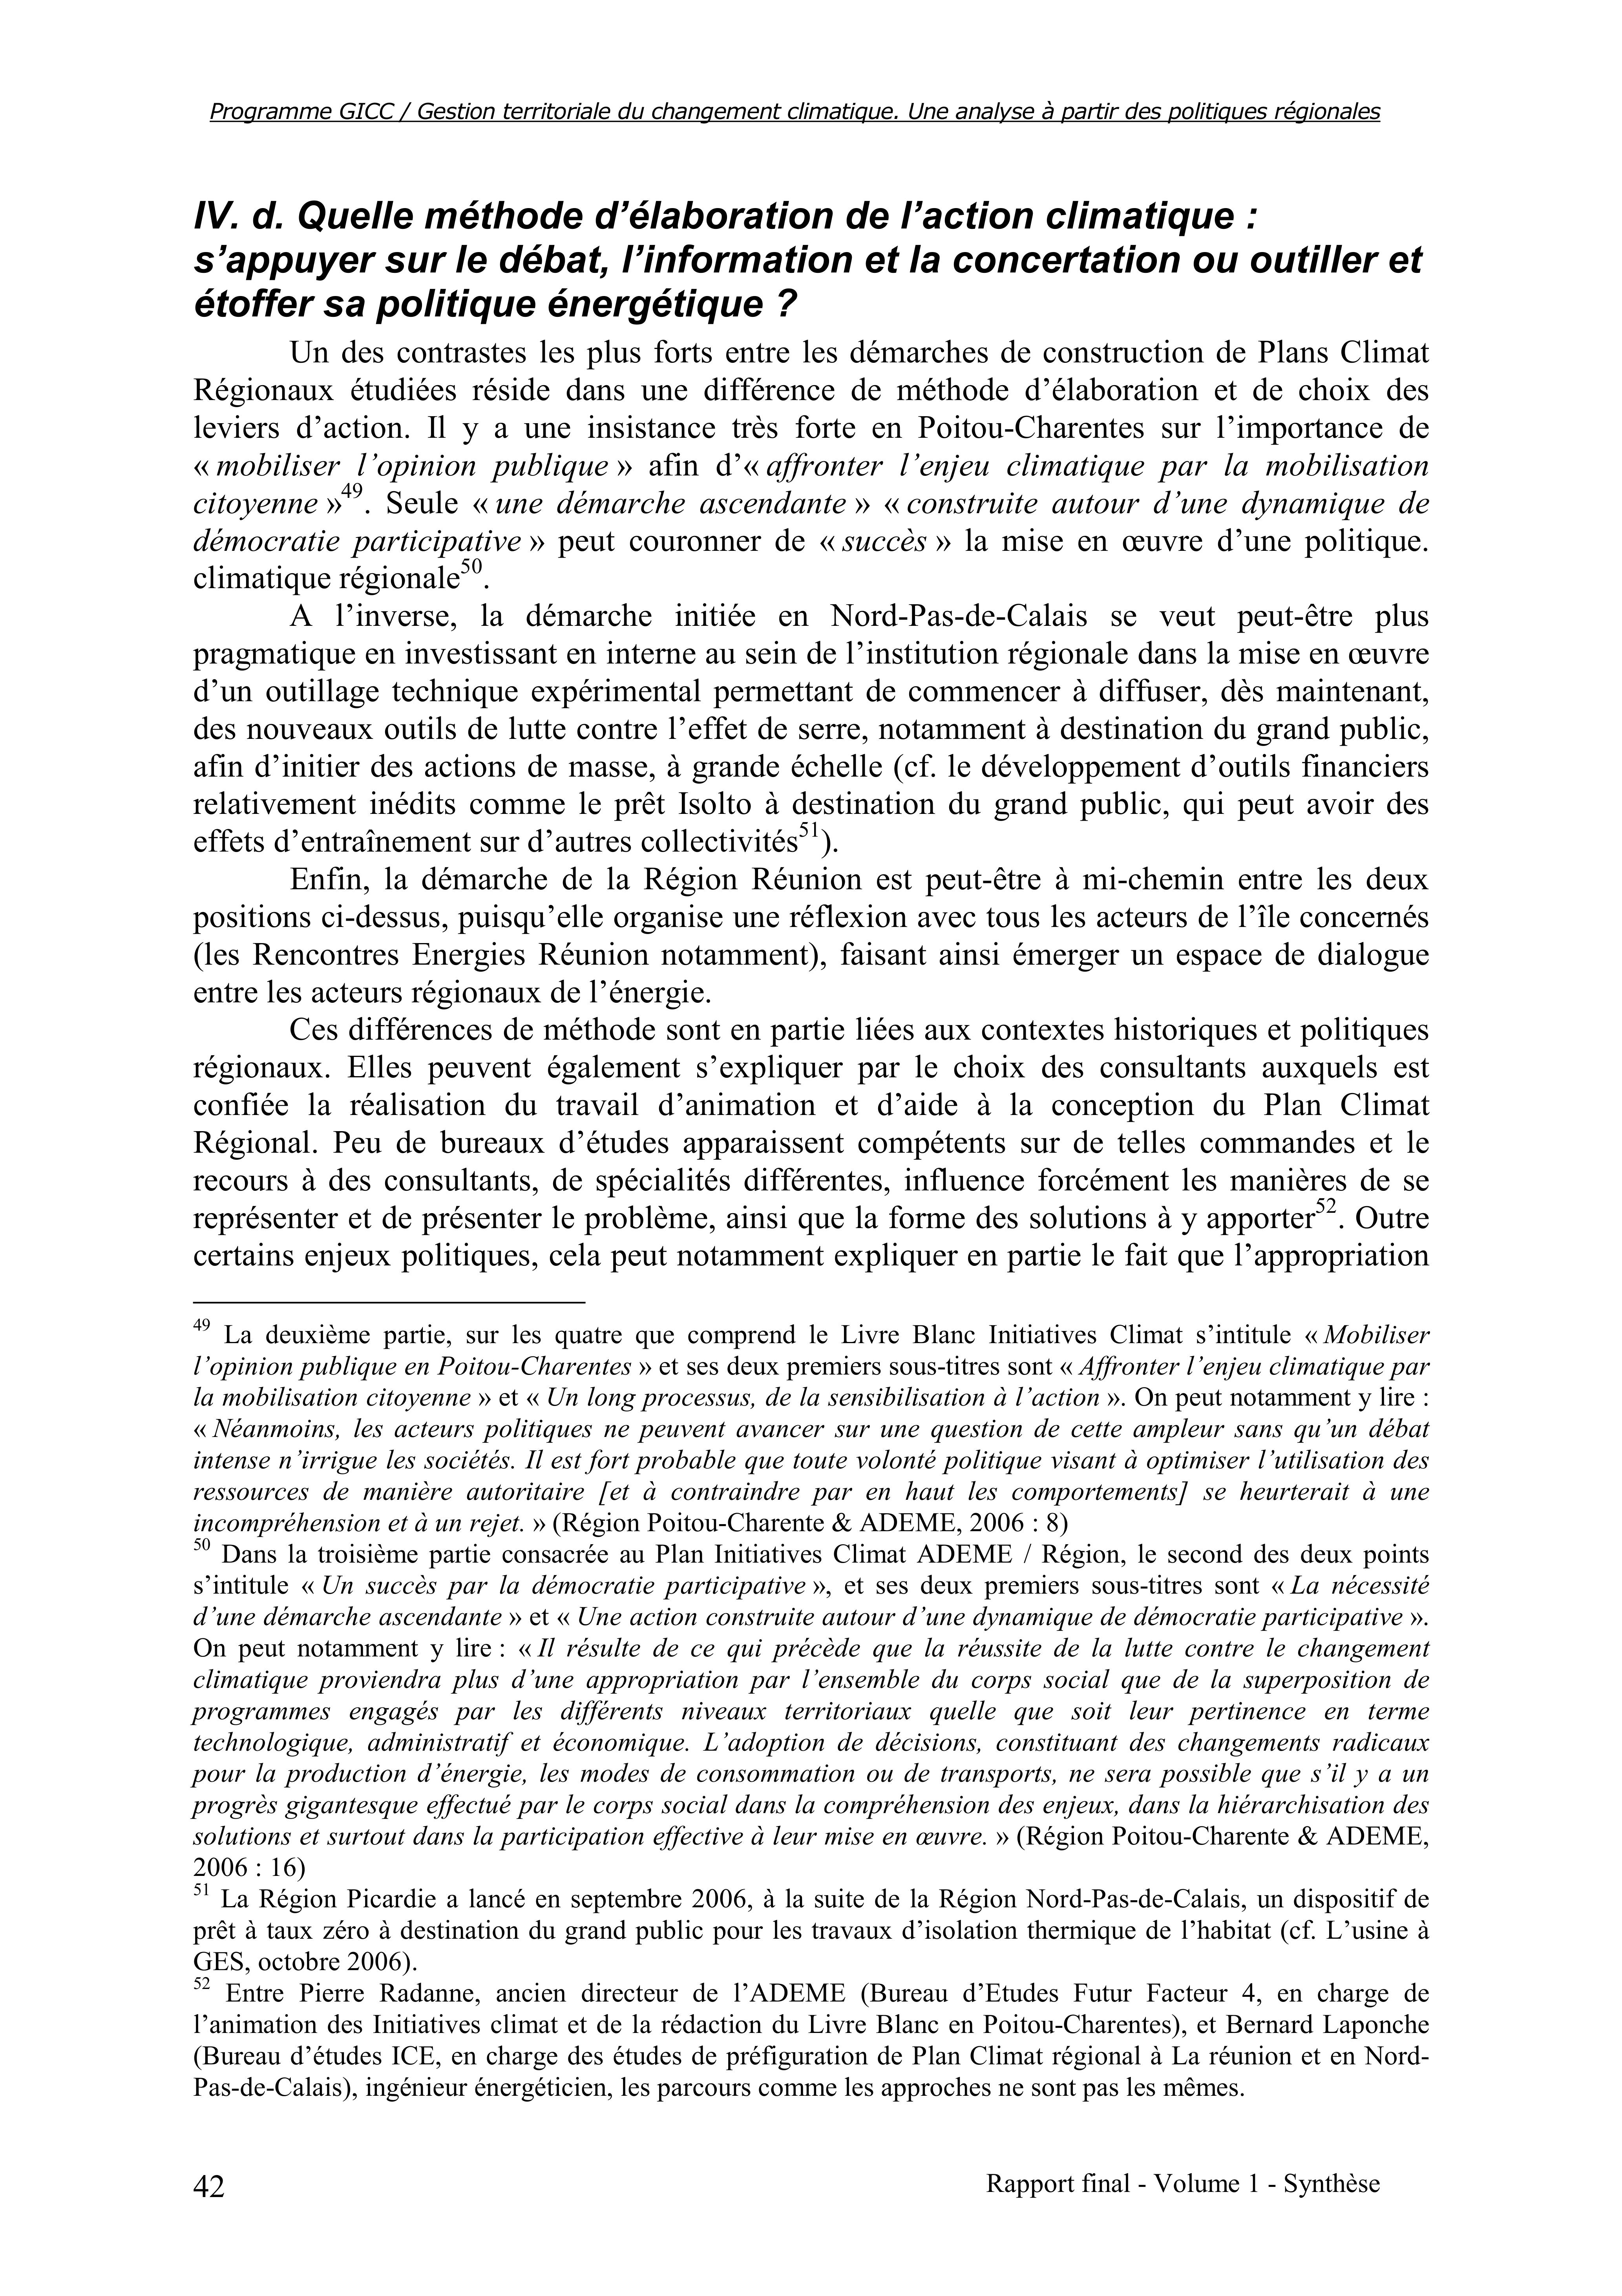 Programme GICC / Gestion territoriale du changement climatique. Une analyse à partir des politiques régionales
IV. d. Quelle méthode d’élaboration de l’action climatique :
s’appuyer sur le débat, l’information et la concertation ou outiller et
étoffer sa politique énergétique ?
Un des contrastes les plus forts entre les démarches de construction de Plans Climat
Régionaux étudiées réside dans une différence de méthode d’élaboration et de choix des
leviers d’action. Il y a une insistance très forte en Poitou-Charentes sur l’importance de
« mobiliser l’opinion publique » afin d’« affronter l’enjeu climatique par la mobilisation
citoyenne »49. Seule « une démarche ascendante » « construite autour d’une dynamique de
démocratie participative » peut couronner de « succès » la mise en œuvre d’une politique.
climatique régionale50.
A l’inverse, la démarche initiée en Nord-Pas-de-Calais se veut peut-être plus
pragmatique en investissant en interne au sein de l’institution régionale dans la mise en œuvre
d’un outillage technique expérimental permettant de commencer à diffuser, dès maintenant,
des nouveaux outils de lutte contre l’effet de serre, notamment à destination du grand public,
afin d’initier des actions de masse, à grande échelle (cf. le développement d’outils financiers
relativement inédits comme le prêt Isolto à destination du grand public, qui peut avoir des
effets d’entraînement sur d’autres collectivités51).
Enfin, la démarche de la Région Réunion est peut-être à mi-chemin entre les deux
positions ci-dessus, puisqu’elle organise une réflexion avec tous les acteurs de l’île concernés
(les Rencontres Energies Réunion notamment), faisant ainsi émerger un espace de dialogue
entre les acteurs régionaux de l’énergie.
Ces différences de méthode sont en partie liées aux contextes historiques et politiques
régionaux. Elles peuvent également s’expliquer par le choix des consultants auxquels est
confiée la réalisation du travail d’animation et d’aide à la conception du Plan Climat
Régional. Peu de bureaux d’études apparaissent compétents sur de telles commandes et le
recours à des consultants, de spécialités différentes, influence forcément les manières de se
représenter et de présenter le problème, ainsi que la forme des solutions à y apporter52. Outre
certains enjeux politiques, cela peut notamment expliquer en partie le fait que l’appropriation
49 La deuxième partie, sur les quatre que comprend le Livre Blanc Initiatives Climat s’intitule « Mobiliser
l’opinion publique en Poitou-Charentes » et ses deux premiers sous-titres sont « Affronter l’enjeu climatique par
la mobilisation citoyenne » et « Un long processus, de la sensibilisation à l’action ». On peut notamment y lire :
« Néanmoins, les acteurs politiques ne peuvent avancer sur une question de cette ampleur sans qu’un débat
intense n’irrigue les sociétés. Il est fort probable que toute volonté politique visant à optimiser l’utilisation des
ressources de manière autoritaire [et à contraindre par en haut les comportements] se heurterait à une
incompréhension et à un rejet. » (Région Poitou-Charente & ADEME, 2006 : 8)
50 Dans la troisième partie consacrée au Plan Initiatives Climat ADEME / Région, le second des deux points
s’intitule « Un succès par la démocratie participative », et ses deux premiers sous-titres sont « La nécessité
d’une démarche ascendante » et « Une action construite autour d’une dynamique de démocratie participative ».
On peut notamment y lire : « Il résulte de ce qui précède que la réussite de la lutte contre le changement
climatique proviendra plus d’une appropriation par l’ensemble du corps social que de la superposition de
programmes engagés par les différents niveaux territoriaux quelle que soit leur pertinence en terme
technologique, administratif et économique. L’adoption de décisions, constituant des changements radicaux
pour la production d’énergie, les modes de consommation ou de transports, ne sera possible que s’il y a un
progrès gigantesque effectué par le corps social dans la compréhension des enjeux, dans la hiérarchisation des
solutions et surtout dans la participation effective à leur mise en œuvre. » (Région Poitou-Charente & ADEME,
2006 : 16)
51 La Région Picardie a lancé en septembre 2006, à la suite de la Région Nord-Pas-de-Calais, un dispositif de
prêt à taux zéro à destination du grand public pour les travaux d’isolation thermique de l’habitat (cf. L’usine à
GES, octobre 2006).
52 Entre Pierre Radanne, ancien directeur de l’ADEME (Bureau d’Etudes Futur Facteur 4, en charge de
l’animation des Initiatives climat et de la rédaction du Livre Blanc en Poitou-Charentes), et Bernard Laponche
(Bureau d’études ICE, en charge des études de préfiguration de Plan Climat régional à La réunion et en Nord-
Pas-de-Calais), ingénieur énergéticien, les parcours comme les approches ne sont pas les mêmes.
42
Rapport final - Volume 1 - Synthèse